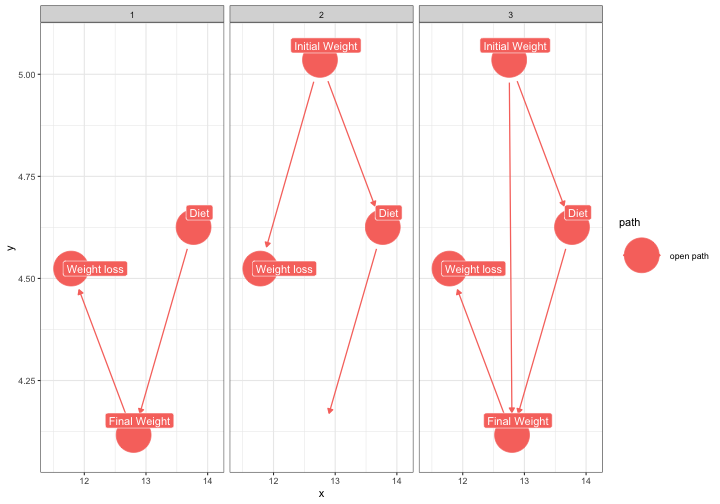 1
2
3
Initial Weight
Initial Weight
5.00
4.75
Diet
Diet
Diet
path
y
open path
Weight loss
Weight loss
Weight loss
4.50
4.25
Final Weight
Final Weight
12
13
14
12
13
14
12
13
14
x